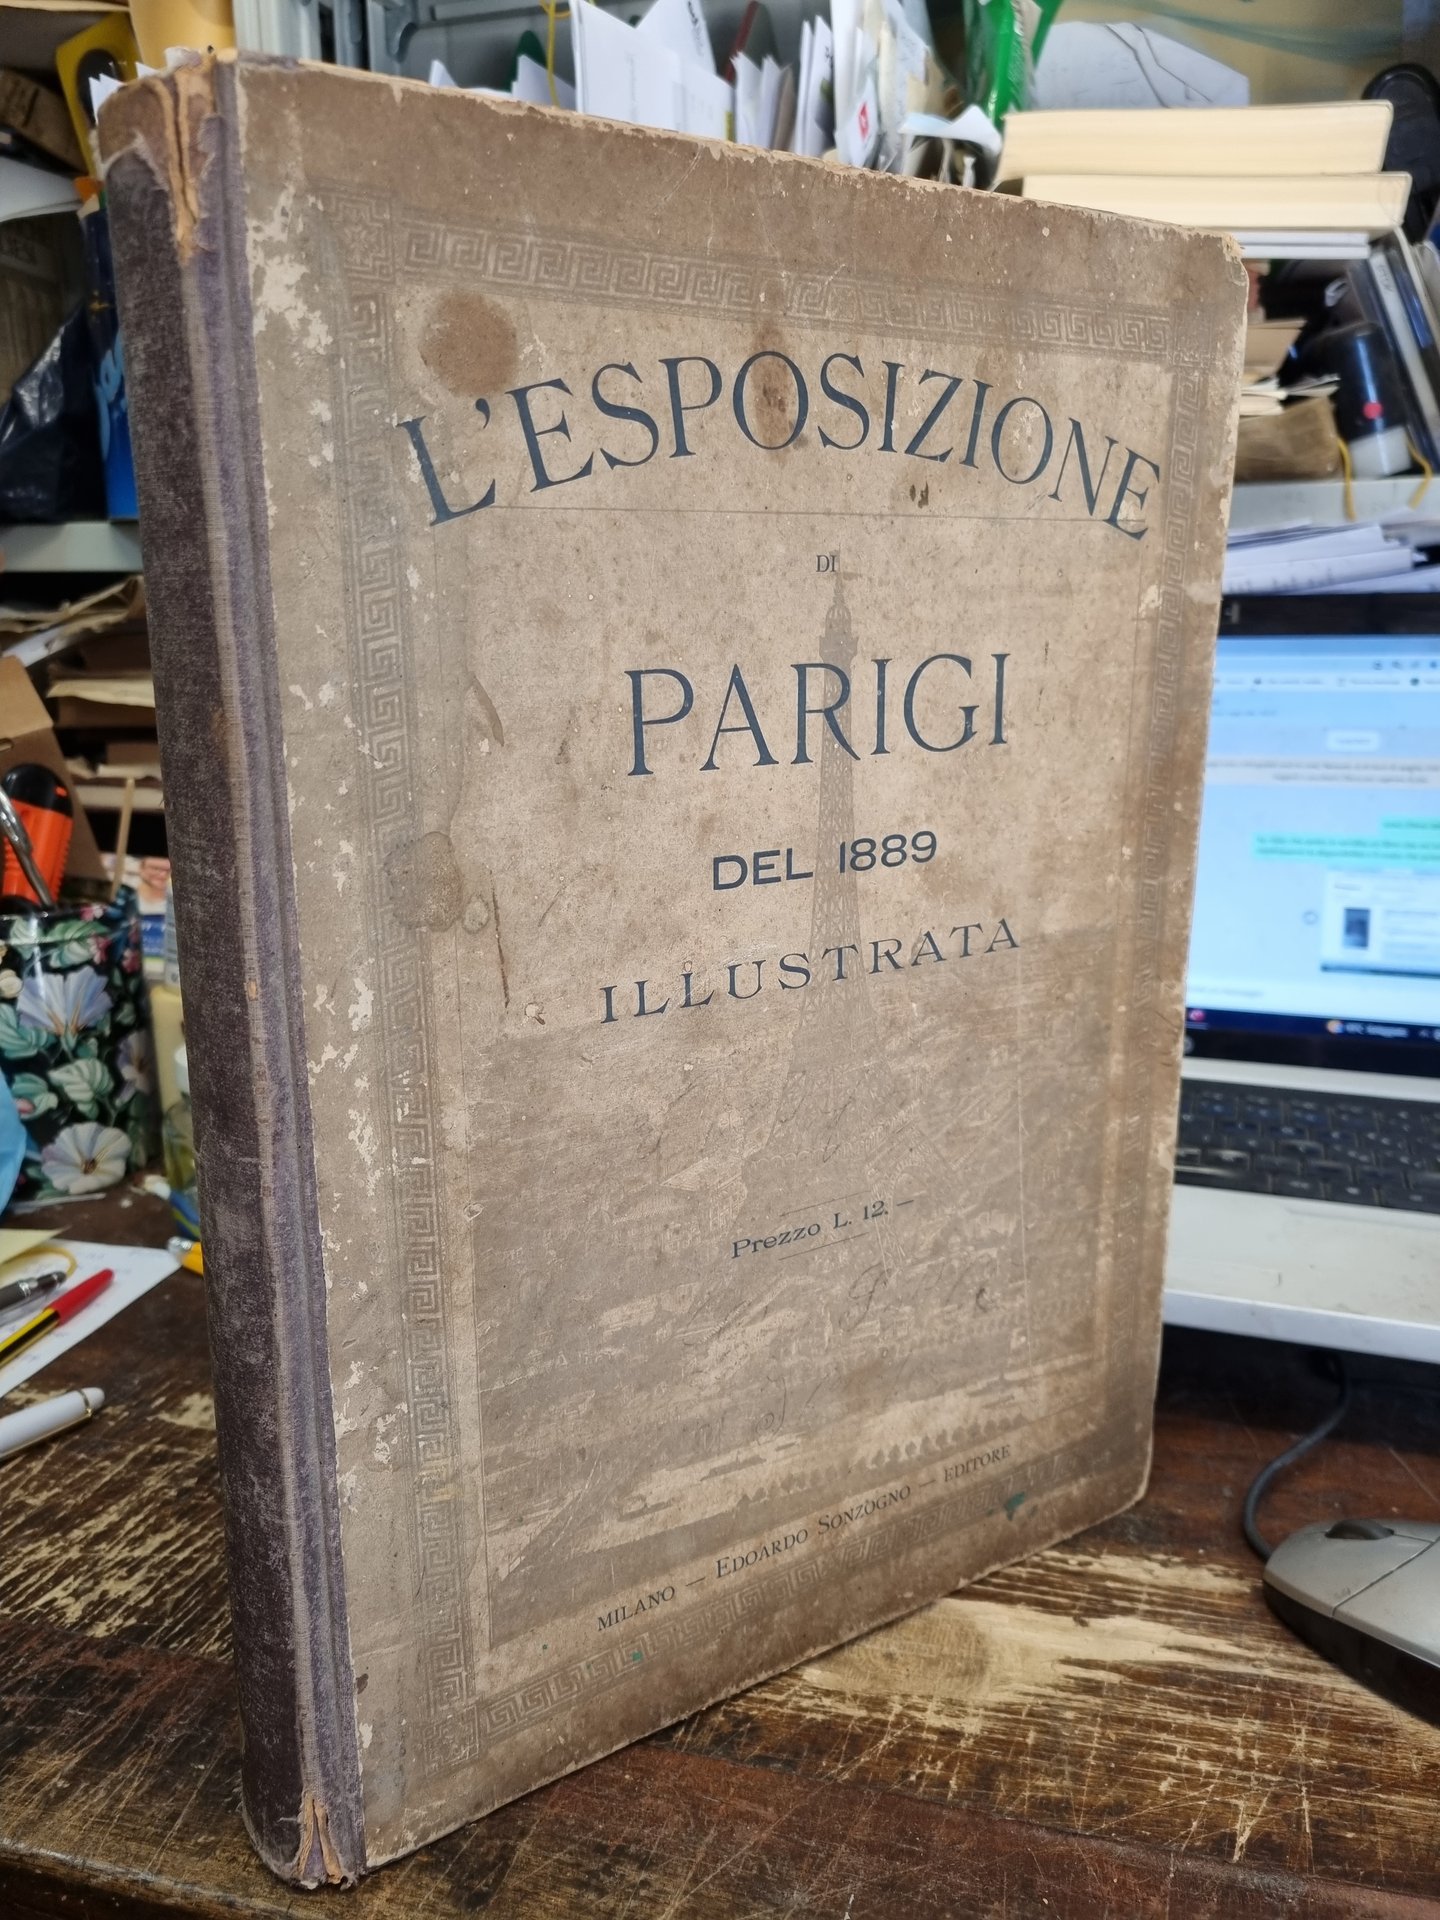 L'ESPOSIZIONE
DI
PARIGI
DEL 1889
ILLUSTRATA
Prezzo L. 12. —
MILANO — EDOARDO SONZOGNO — EDITORE